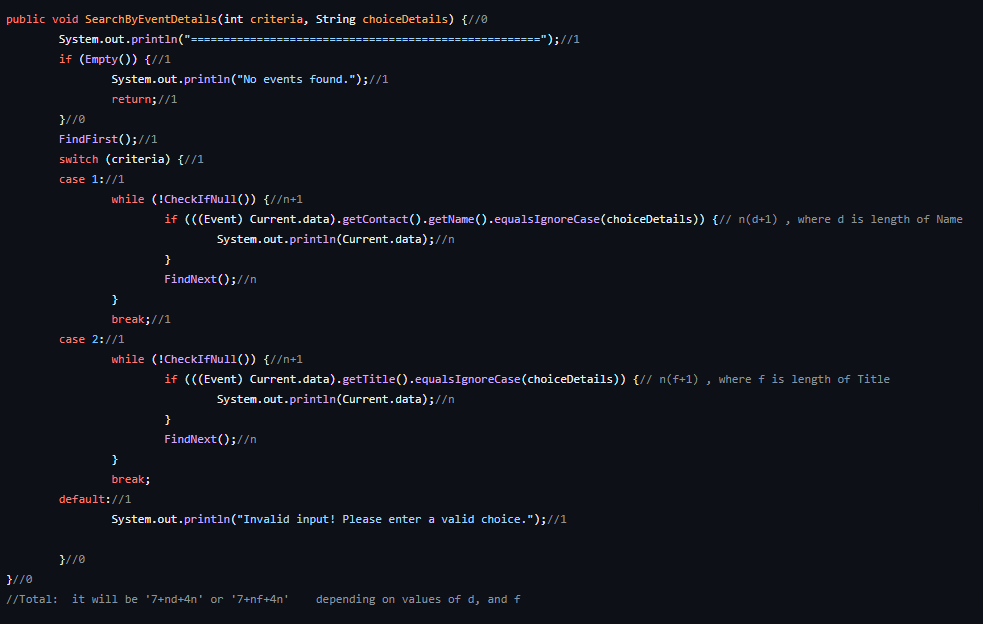 public void SearchByEventDetails(int criteria, String choiceDetails) {//0
System.out.println("=====================================================");//1
if (Empty()) {//1
System.out.println("No events found.");//1
return;//1
}//0
FindFirst();//1
switch (criteria) {//1
case 1://1
while (!CheckIfNull()) {//n+1
if (((Event) Current.data).getContact().getName().equalsIgnoreCase(choiceDetails)) {// n(d+1) , where d is length of Name
System.out.println(Current.data);//n
}
FindNext();//n
}
break;//1
case 2://1
while (!CheckIfNull()) {//n+1
if (((Event) Current.data).getTitle().equalsIgnoreCase(choiceDetails)) {// n(f+1) , where f is length of Title
System.out.println(Current.data);//n
}
FindNext();//n
}
break;
default://1
System.out.println("Invalid input! Please enter a valid choice.");//1
}//0
}//0
//Total:  it will be '7+nd+4n' or '7+nf+4n'    depending on values of d, and f